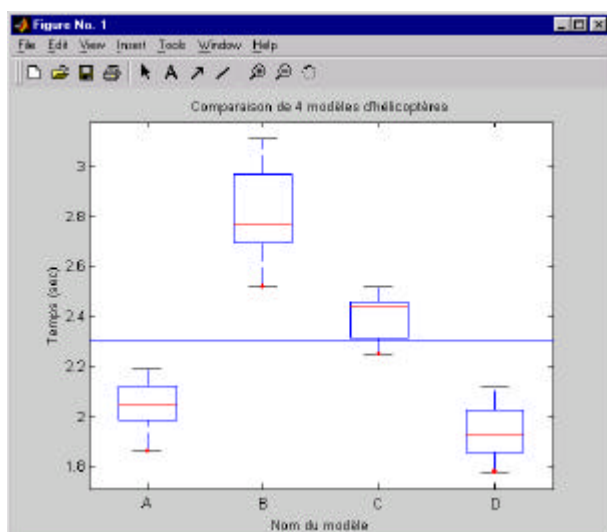 Figure No. 1
File Edit View Insert Tools Window Help
A
Comparaison de 4 modèles d'hélicoptères
3
2.8
2.6
2.4
2.2
2
1.8
Temps (sec)
A B C D
Nom du modèle